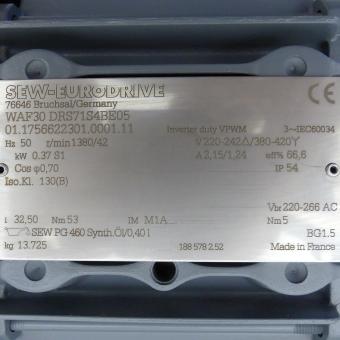 SEW-EURODRIVE
76646 Bruchsal/Germany CE
WAF30 DRS71S4BE05
01.1756622301.0001.11 Inverter duty VPWM 3~IEC60034
Hz 50 r/min 1380/42 V 220-242Δ/380-420Y
kW 0.37 S1 A 2,15/1,24 eff% 66,6
Cos φ0,70 IP 54
Iso.Kl. 130(B)
Vbr 220-266 AC
i 32,50 Nm 53 IM M1A Nm 5
SEW PG 460 Synth.Öl/0,40 l BG1.5
kg 13.725 188 578 2.52 Made in France